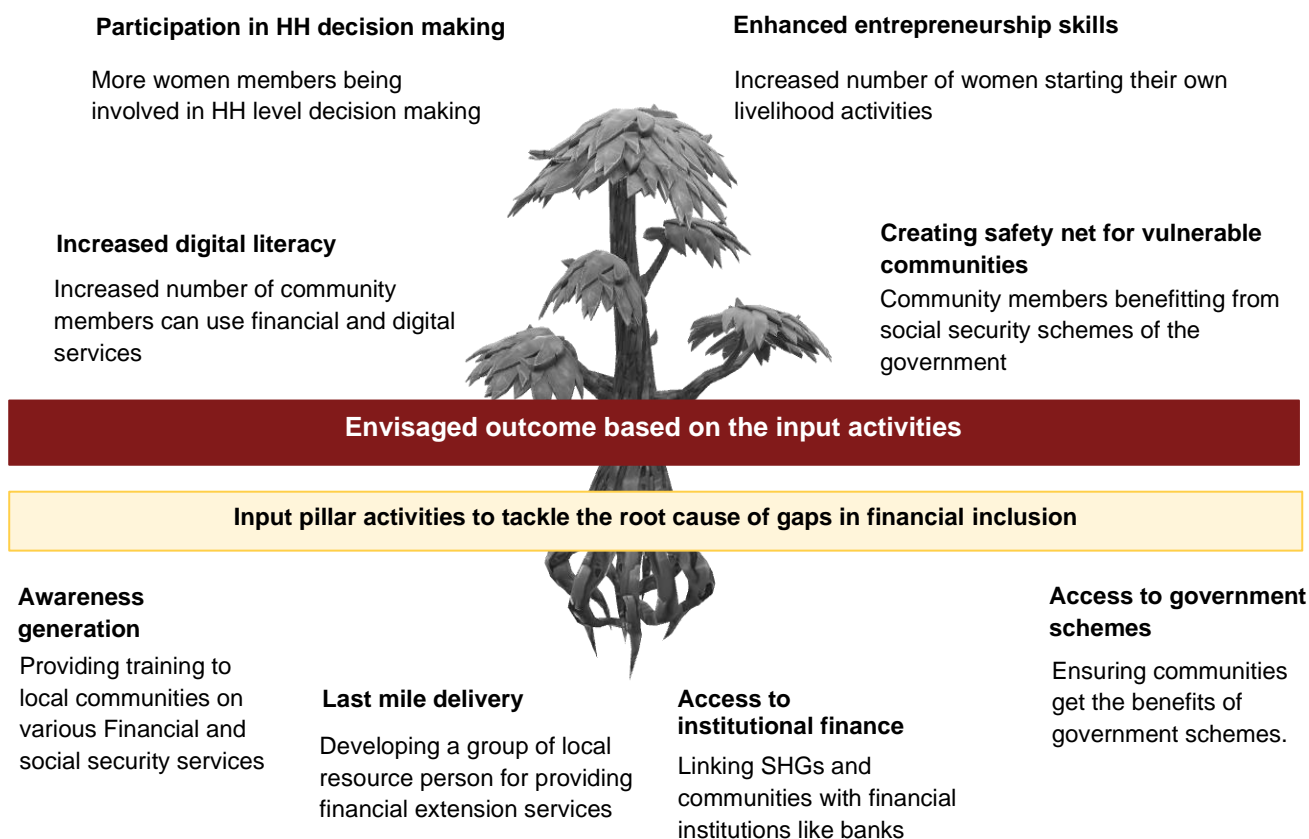 Participation in HH decision making
More women members being
involved in HH level decision making
Enhanced entrepreneurship skills
Increased number of women starting their own
livelihood activities
Increased digital literacy
Increased number of community
members can use financial and digital
services
Creating safety net for vulnerable
communities
Community members benefitting from
social security schemes of the
government
Envisaged outcome based on the input activities
Input pillar activities to tackle the root cause of gaps in financial inclusion
Awareness
generation
Providing training to
local communities on
various Financial and
social security services
Last mile delivery
Developing a group of local
resource person for providing
financial extension services
Access to
institutional finance
Linking SHGs and
communities with financial
institutions like banks
Access to government
schemes
Ensuring communities
get the benefits of
government schemes.